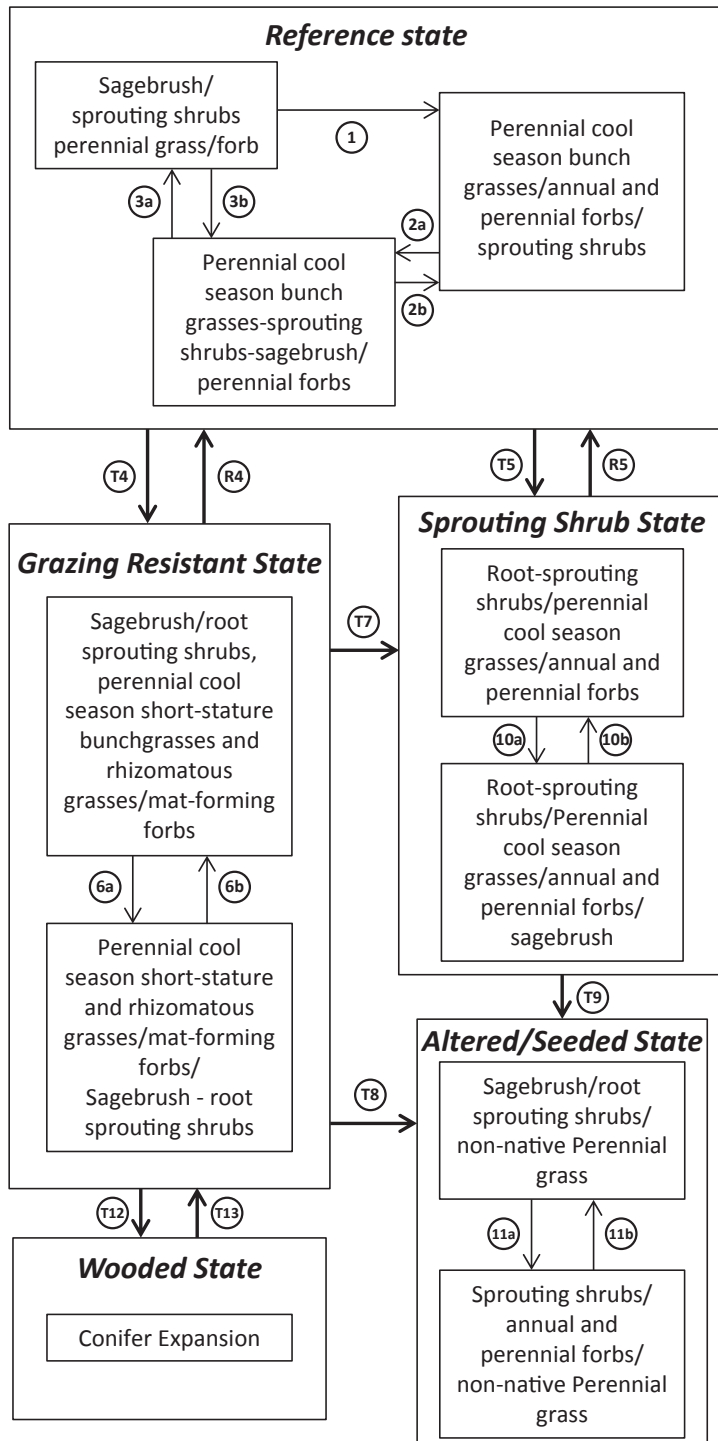 Reference state
Sagebrush/
sprouting shrubs
perennial grass/forb
1
Perennial cool
season bunch
grasses/annual and
perennial forbs/
sprouting shrubs
3a
3b
2a
2b
Perennial cool
season bunch
grasses-sprouting
shrubs-sagebrush/
perennial forbs
T4
R4
T5
R5
Grazing Resistant State
Sagebrush/root
sprouting shrubs,
perennial cool
season short-stature
bunchgrasses and
rhizomatous
grasses/mat-forming
forbs
6a
6b
Perennial cool
season short-stature
and rhizomatous
grasses/mat-forming
forbs/
Sagebrush - root
sprouting shrubs
T7
Sprouting Shrub State
Root-sprouting
shrubs/perennial
cool season
grasses/annual and
perennial forbs
10a
10b
Root-sprouting
shrubs/Perennial
cool season
grasses/annual and
perennial forbs/
sagebrush
T9
T8
Altered/Seeded State
Sagebrush/root
sprouting shrubs/
non-native Perennial
grass
11a
11b
Sprouting shrubs/
annual and
perennial forbs/
non-native Perennial
grass
T12
T13
Wooded State
Conifer Expansion